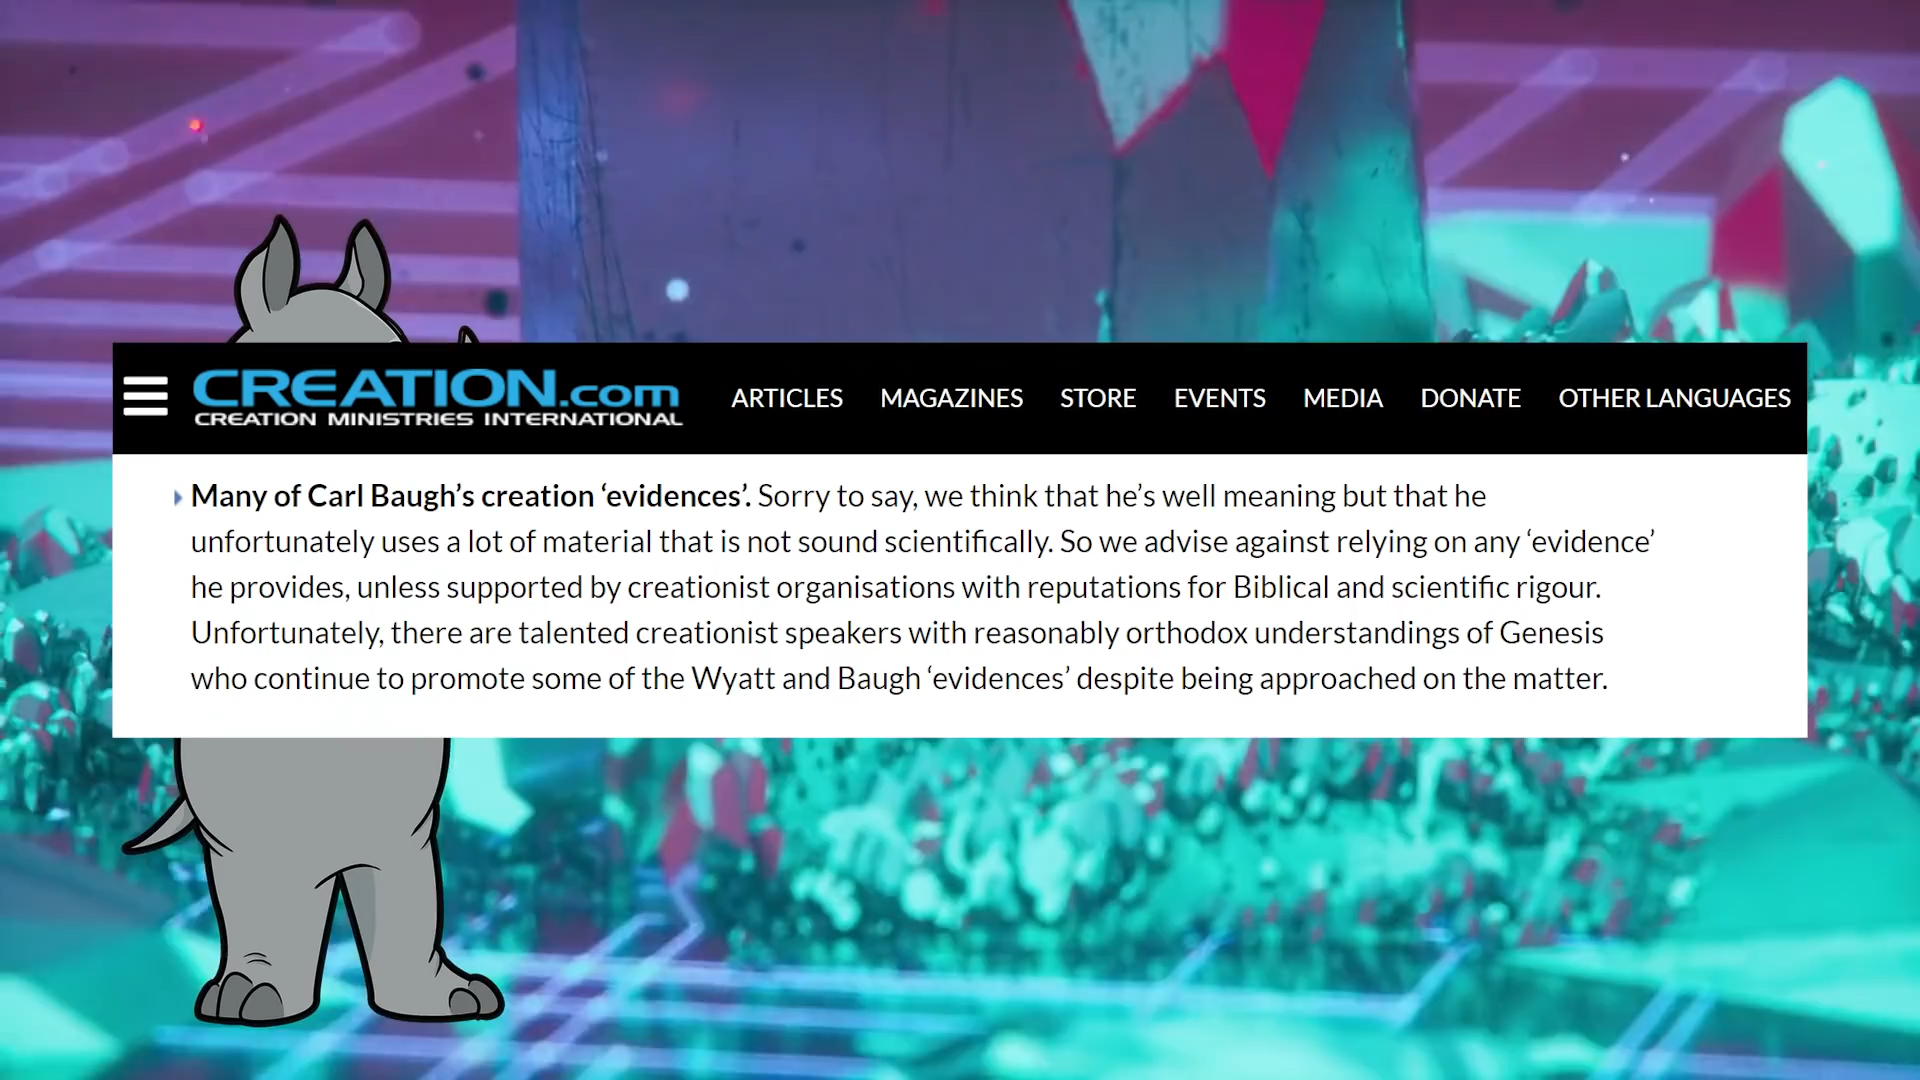 CREATION.com
CREATION MINISTRIES INTERNATIONAL
ARTICLES MAGAZINES STORE EVENTS MEDIA DONATE OTHER LANGUAGES
Many of Carl Baugh’s creation ‘evidences’. Sorry to say, we think that he’s well meaning but that he
unfortunately uses a lot of material that is not sound scientifically. So we advise against relying on any ‘evidence’
he provides, unless supported by creationist organisations with reputations for Biblical and scientific rigour.
Unfortunately, there are talented creationist speakers with reasonably orthodox understandings of Genesis
who continue to promote some of the Wyatt and Baugh ‘evidences’ despite being approached on the matter.